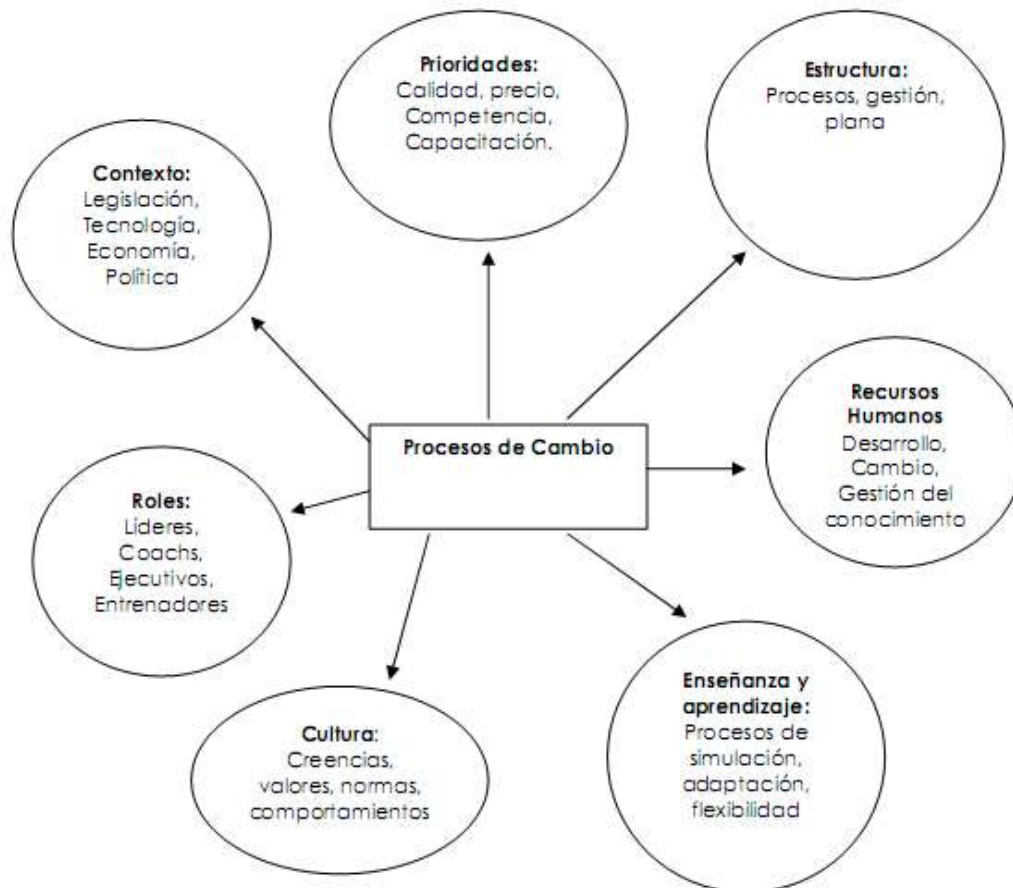 Prioridades:
Calidad, precio,
Competencia,
Capacitación.
Estructura:
Procesos, gestión,
plana
Contexto:
Legislación,
Tecnología,
Economía,
Política
Procesos de Cambio
Recursos
Humanos
Desarrollo,
Cambio,
Gestión del
conocimiento
Roles:
Líderes,
Coachs,
Ejecutivos,
Entrenadores
Cultura:
Creencias,
valores, normas,
comportamientos
Enseñanza y
aprendizaje:
Procesos de
simulación,
adaptación,
flexibilidad